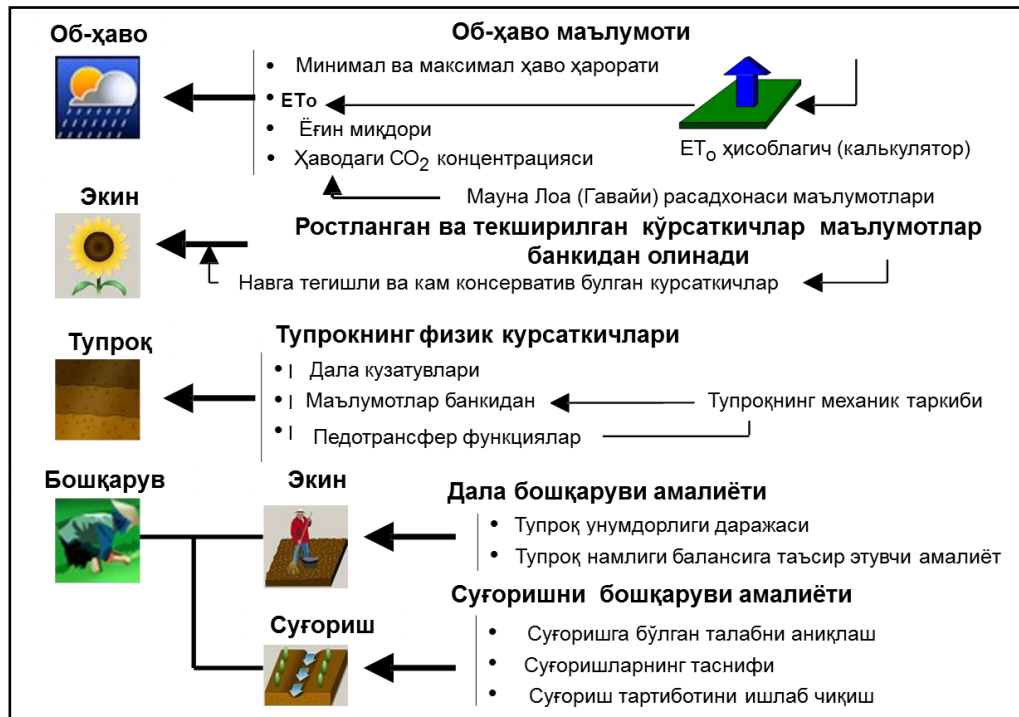 Об-ҳаво
Об-ҳаво маълумоти
• Минимал ва максимал ҳаво ҳарорати
• ЕТо
• Ёғин миқдори
• Ҳаводаги СО2 концентрацияси
ЕТо ҳисоблагич (калькулятор)
Мауна Лоа (Гавайи) расадхонаси маълумотлари
Экин
Ростланган ва текширилган кўрсаткичлар маълумотлар
банкидан олинади
Навга тегишли ва кам консерватив булган курсаткичлар
Тупроқ
Тупрокнинг физик курсаткичлари
• | Дала кузатувлари
• | Маълумотлар банкидан
Тупроқнинг механик таркиби
• | Педотрансфер функциялар
Бошқарув
Экин
Дала бошқаруви амалиёти
• Тупроқ унумдорлиги даражаси
• Тупроқ намлиги балансига таъсир этувчи амалиёт
Суғоришни бошқаруви амалиёти
Суғориш
• Суғоришга бўлган талабни аниқлаш
• Суғоришларнинг таснифи
• Суғориш тартиботини ишлаб чиқиш